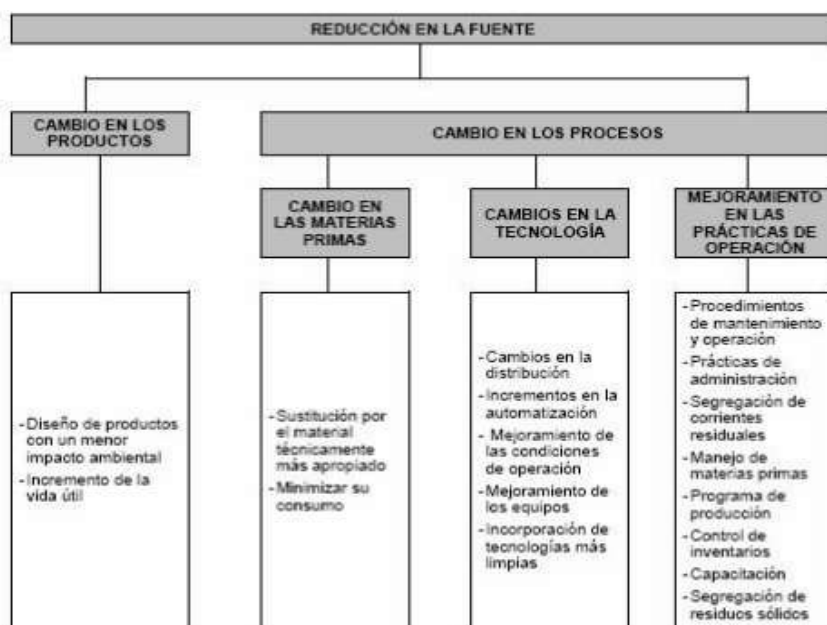 REDUCCIÓN EN LA FUENTE
CAMBIO EN LOS
PRODUCTOS
CAMBIO EN LOS PROCESOS
CAMBIO EN
LAS MATERIAS
PRIMAS
CAMBIOS EN LA
TECNOLOGÍA
MEJORAMIENTO
EN LAS
PRÁCTICAS DE
OPERACIÓN
-Diseño de productos
con un menor
impacto ambiental
-Incremento de la
vida útil
-Sustitución por
el material
técnicamente
más apropiado
-Minimizar su
consumo
-Cambios en la
distribución
-Incrementos en la
automatización
- Mejoramiento de
las condiciones
de operación
-Mejoramiento de
los equipos
-Incorporación de
tecnologías más
limpias
-Procedimientos
de mantenimiento
y operación
-Prácticas de
administración
-Segregación de
corrientes
residuales
-Manejo de
materias primas
-Programa de
producción
-Control de
inventarios
-Capacitación
-Segregación de
residuos sólidos